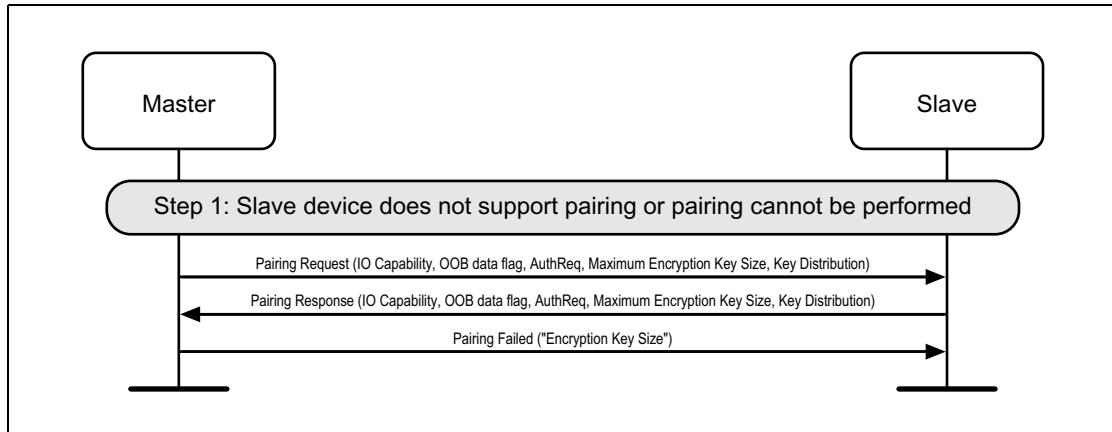 Master
Slave
Step 1: Slave device does not support pairing or pairing cannot be performed
Pairing Request (IO Capability, OOB data flag, AuthReq, Maximum Encryption Key Size, Key Distribution)
Pairing Response (IO Capability, OOB data flag, AuthReq, Maximum Encryption Key Size, Key Distribution)
Pairing Failed ("Encryption Key Size")